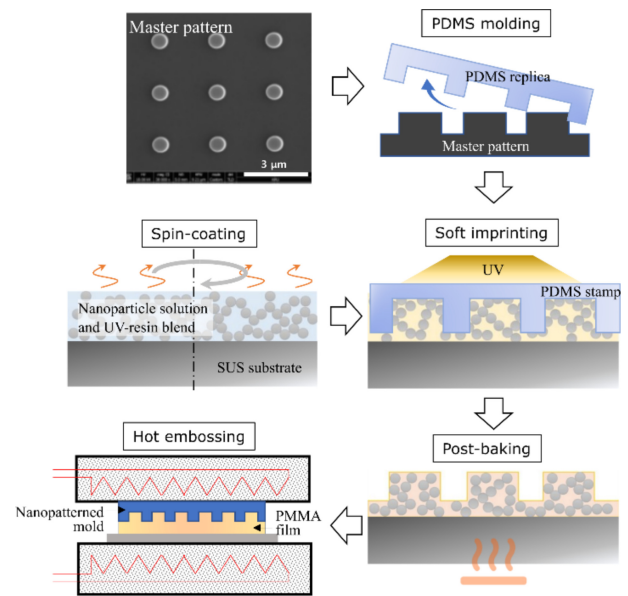 Master pattern
3 μm
PDMS molding
PDMS replica
Master pattern
Spin-coating
Nanoparticle solution
and UV-resin blend
SUS substrate
Soft imprinting
UV
PDMS stamp
Hot embossing
Nanopatterned
mold
PMMA
film
Post-baking